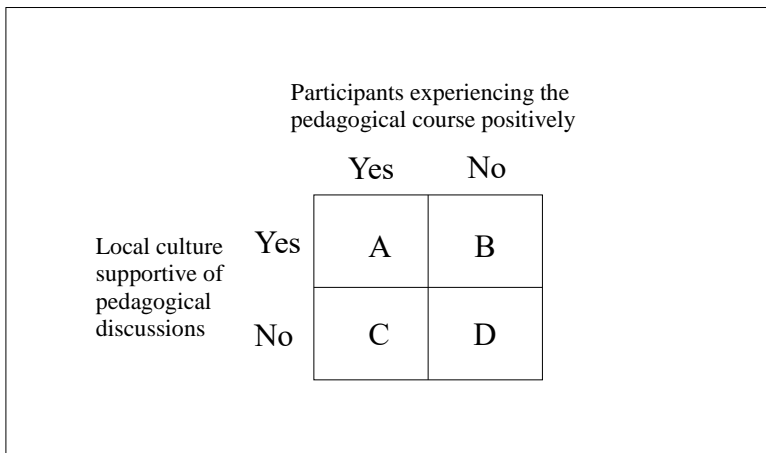 Participants experiencing the
pedagogical course positively
Yes No
Local culture
supportive of
pedagogical
discussions
Yes A B
No C D